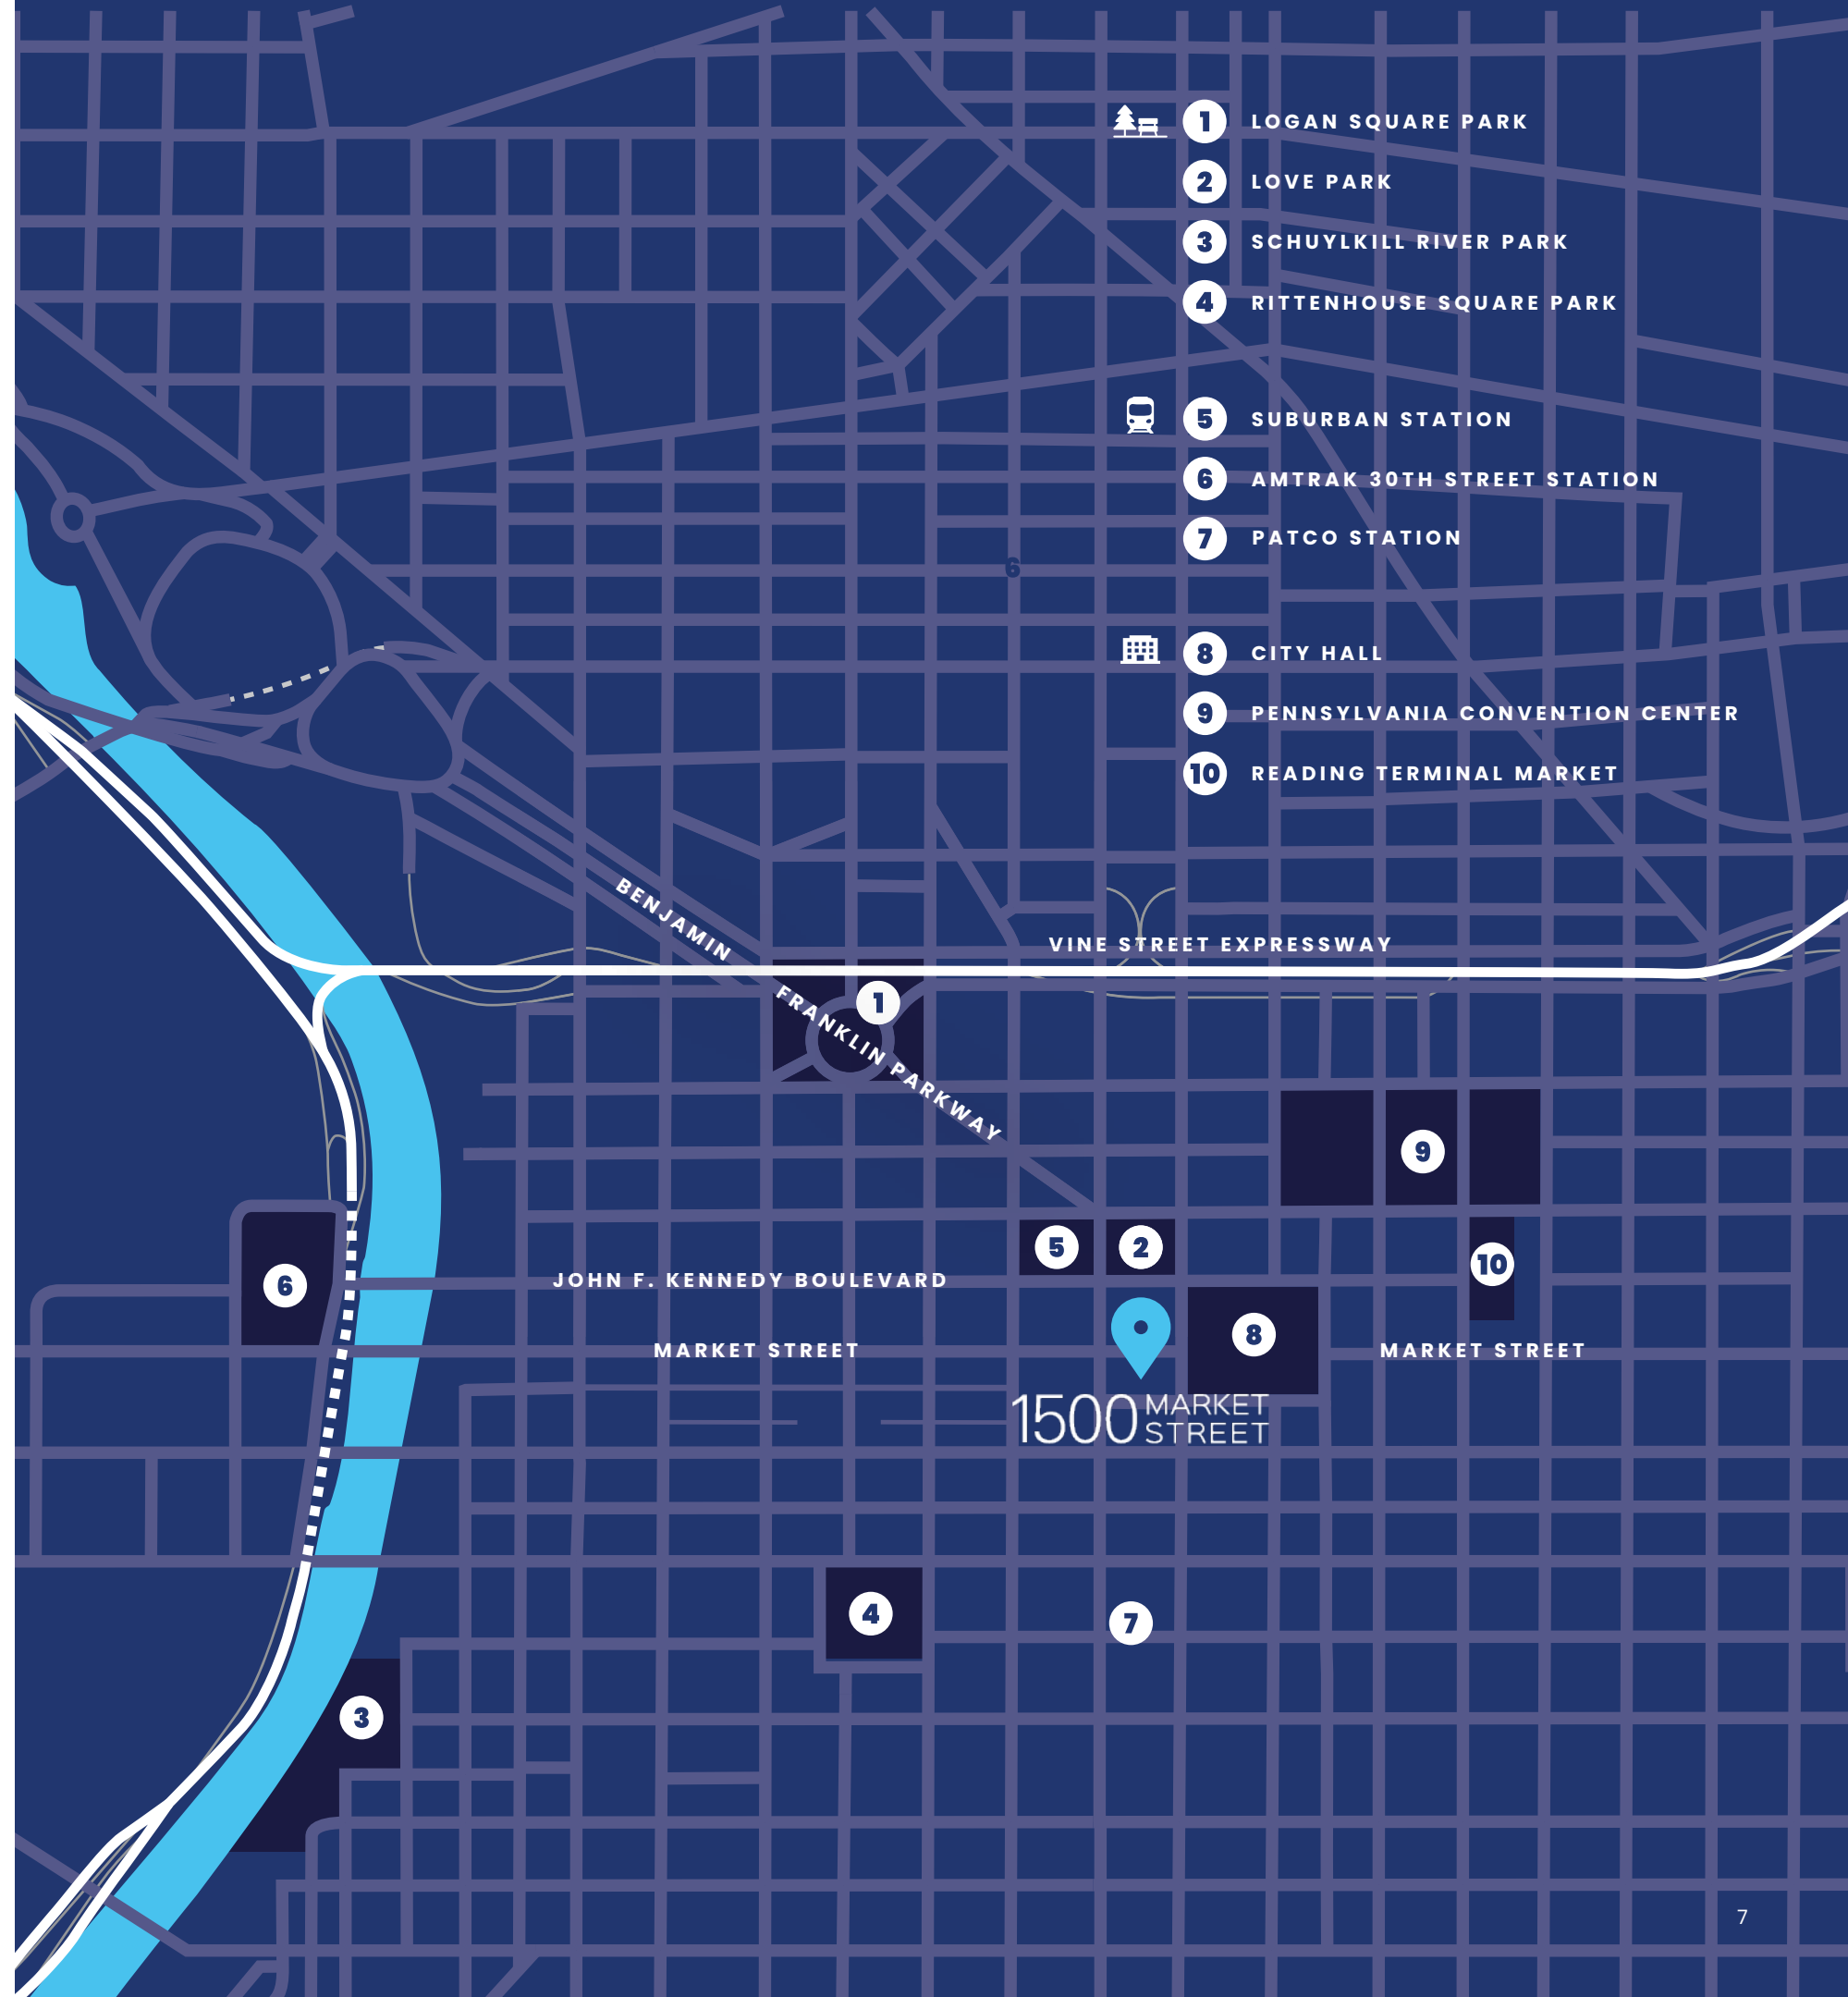 1 LOGAN SQUARE PARK
2 LOVE PARK
3 SCHUYLKILL RIVER PARK
4 RITTENHOUSE SQUARE PARK
5 SUBURBAN STATION
6 AMTRAK 30TH STREET STATION
7 PATCO STATION
6
8 CITY HALL
9 PENNSYLVANIA CONVENTION CENTER
10 READING TERMINAL MARKET
BENJAMIN
VINE STREET EXPRESSWAY
1
FRANKLIN PARKWAY
9
5
2
10
6
JOHN F. KENNEDY BOULEVARD
8
MARKET STREET
MARKET STREET
1500 MARKET
STREET
4
7
3
7